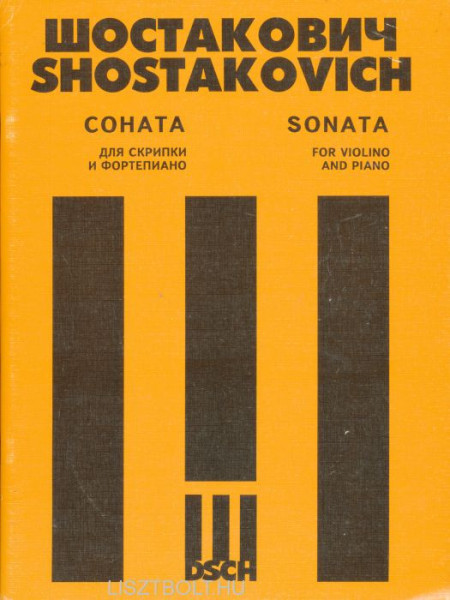 ШОСТАКОВИЧ
SHOSTAKOVICH
СОНАТА
ДЛЯ СКРИПКИ
И ФОРТЕПИАНО
SONATA
FOR VIOLINO
AND PIANO
Ш
DSCH
LISZTBOLT.HU